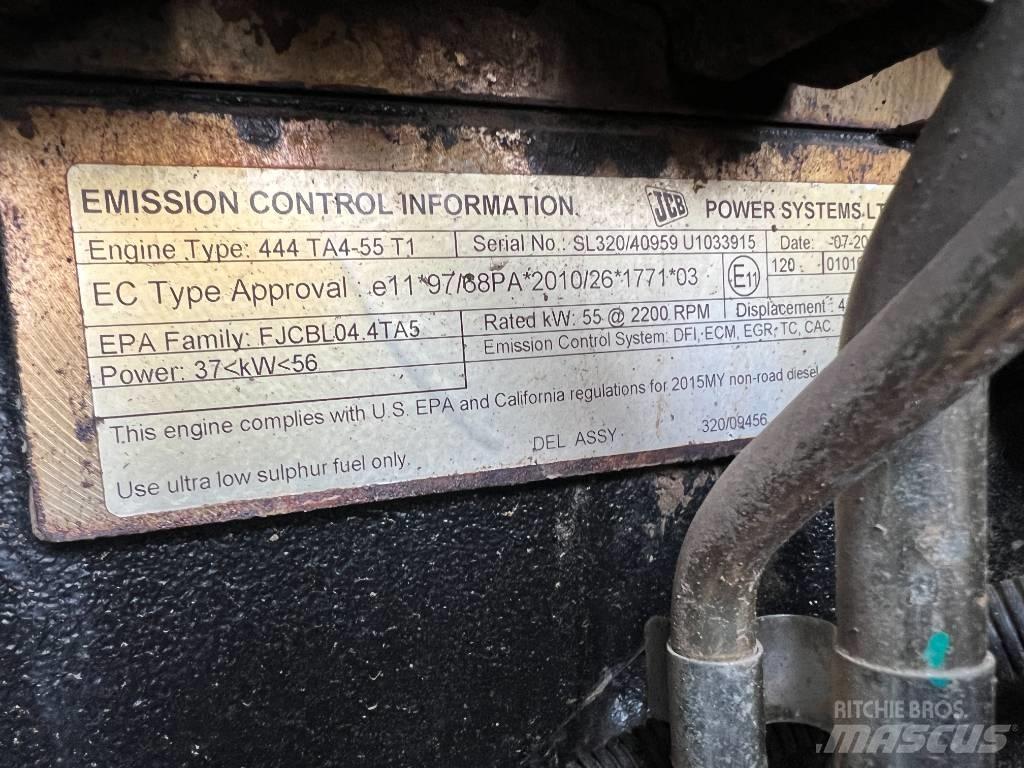 EMISSION CONTROL INFORMATION. JCB POWER SYSTEMS LT
Engine Type: 444 TA4-55 T1 Serial No.: SL320/40959 U1033915 Date: -07-20
EC Type Approval e11*97/68PA*2010/26*1771*03 E11 120 0101
EPA Family: FJCBL04.4TA5 Rated kW: 55 @ 2200 RPM Displacement: 4
Power: 37<kW<56 Emission Control System: DFI, ECM, EGR, TC, CAC.
This engine complies with U.S. EPA and California regulations for 2015MY non-road diesel
Use ultra low sulphur fuel only. DEL ASSY 320/09456
RITCHIE BROS.
MASCUS